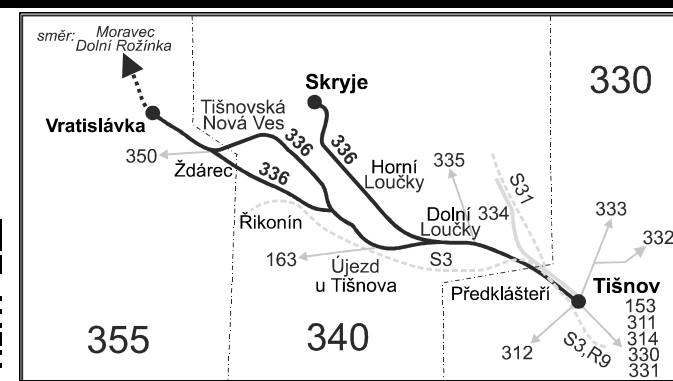 směr: Moravec
Dolní Rožínka
Skryje
330
Tišnovská
Nová Ves
Vratislávka
336
336
350
Ždárec
336
Horní
Loučky
335
S31
Dolní
Loučky
334
333
Řikonín
332
163
Újezd
u Tišnova
S3
Předklášteří
Tišnov
153
311
314
330
331
355
340
312
S3,R9